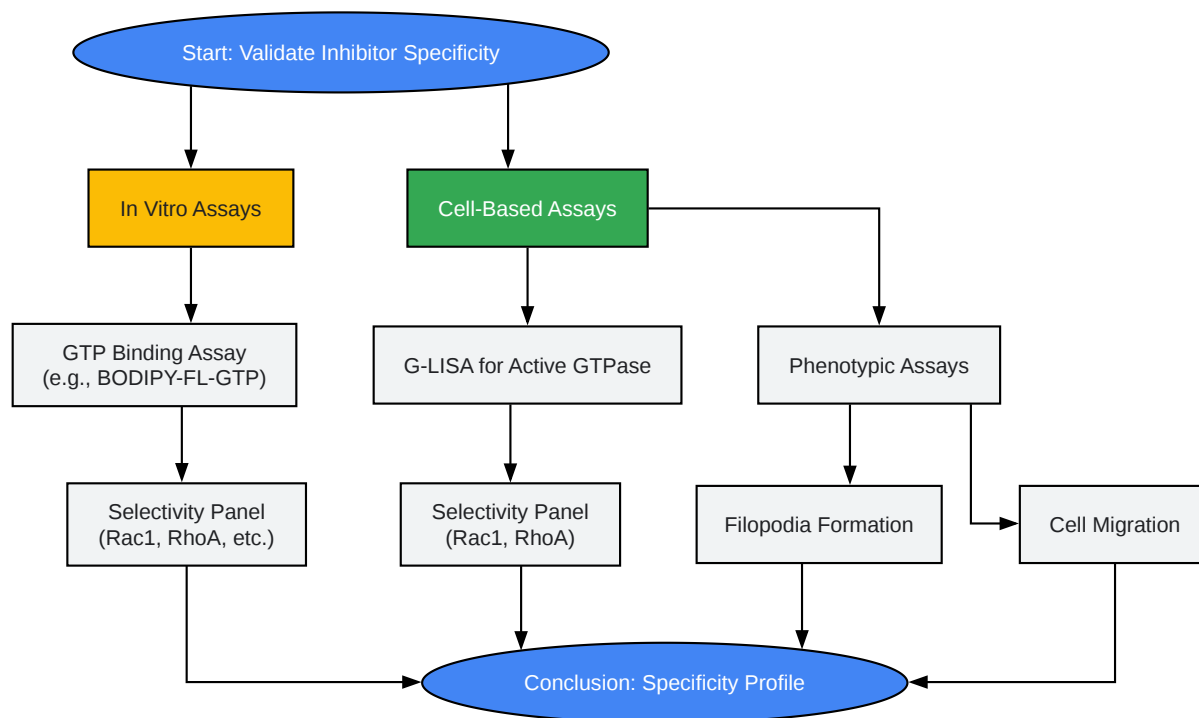 Start: Validate Inhibitor Specificity
In Vitro Assays
Cell-Based Assays
GTP Binding Assay
(e.g., BODIPY-FL-GTP)
G-LISA for Active GTPase
Phenotypic Assays
Selectivity Panel
(Rac1, RhoA, etc.)
Selectivity Panel
(Rac1, RhoA)
Filopodia Formation
Cell Migration
Conclusion: Specificity Profile